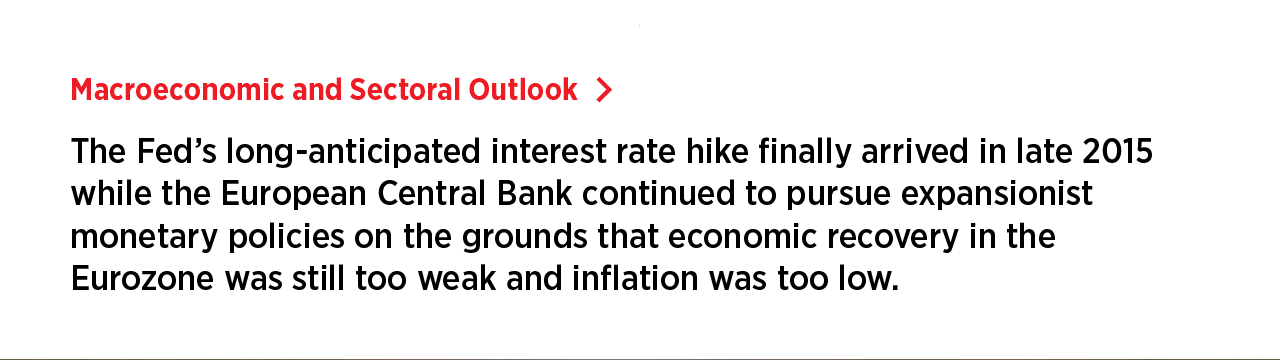 Macroeconomic and Sectoral Outlook >
The Fed’s long-anticipated interest rate hike finally arrived in late 2015
while the European Central Bank continued to pursue expansionist
monetary policies on the grounds that economic recovery in the
Eurozone was still too weak and inflation was too low.